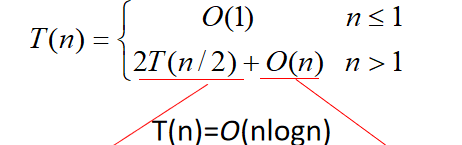 T(n) = { O(1) n ≤ 1
2T(n/2) + O(n) n > 1
T(n)=O(nlogn)